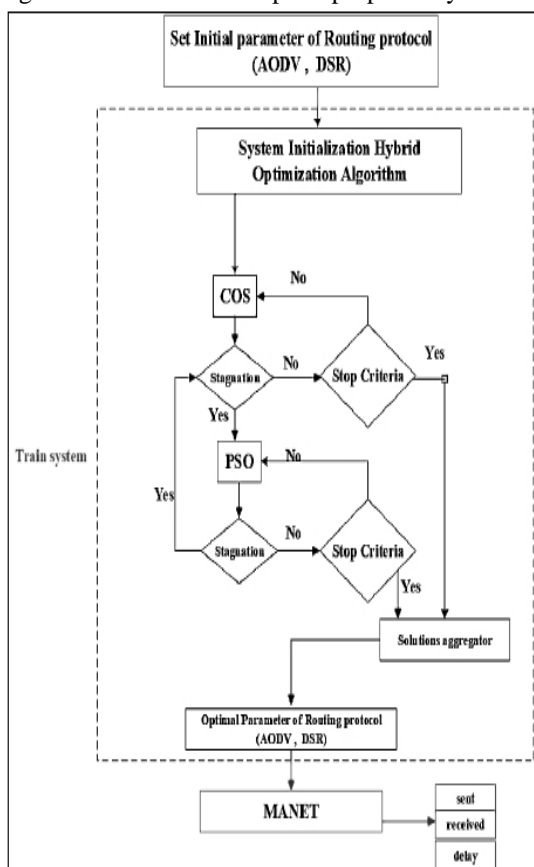 Set Initial parameter of Routing protocol
(AODV , DSR)
System Initialization Hybrid
Optimization Algorithm
No
COS
Yes
Stagnation
No
Stop Criteria
Yes
Train system
PSO
No
Yes
Stagnation
No
Stop Criteria
Yes
Solutions aggregator
Optimal Parameter of Routing protocol
(AODV , DSR)
MANET
sent
received
delay